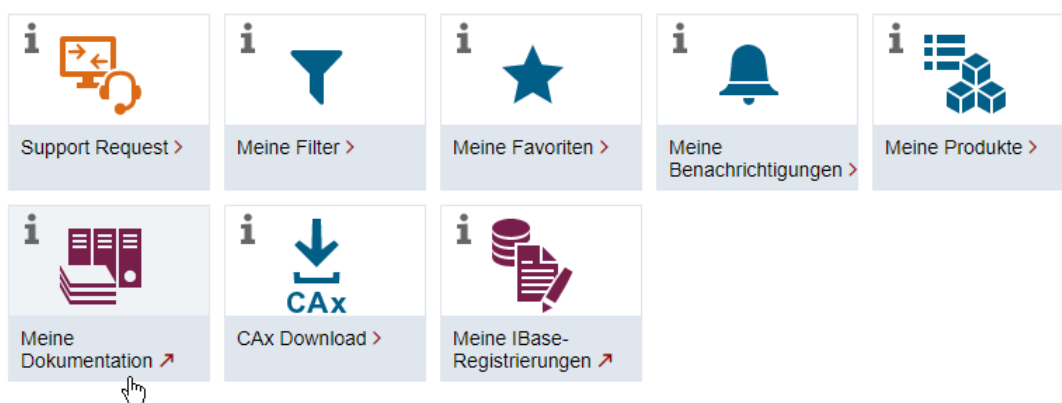 Support Request >
Meine Filter >
Meine Favoriten >
Meine
Benachrichtigungen >
Meine Produkte >
Meine
Dokumentation ↗
CAx
CAx Download >
Meine IBase-
Registrierungen ↗